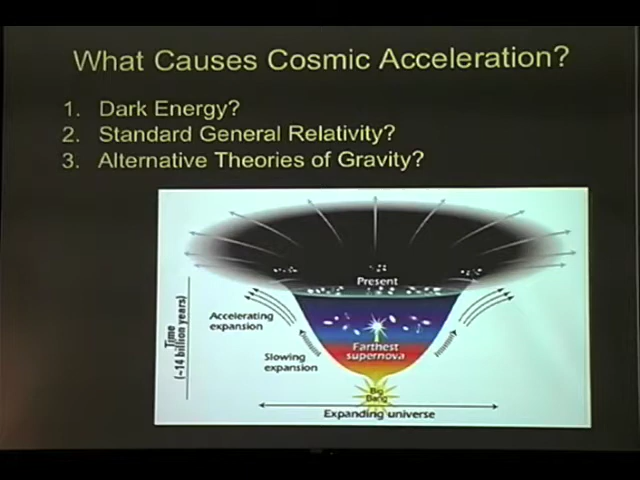 What Causes Cosmic Acceleration?
1. Dark Energy?
2. Standard General Relativity?
3. Alternative Theories of Gravity?
Present
Accelerating
expansion
Farthest
supernova
Slowing
expansion
Time
(~14 billion years)
Big
Bang
Expanding universe